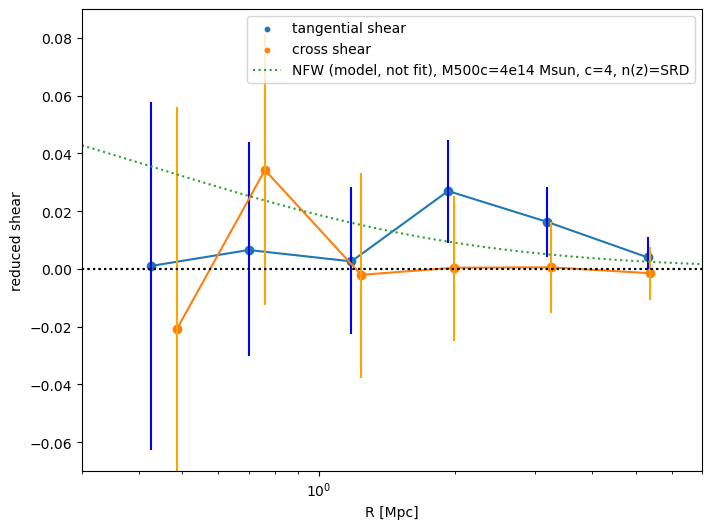 tangential shear
cross shear
NFW (model, not fit), M500c=4e14 Msun, c=4, n(z)=SRD
0.08
0.06
0.04
0.02
0.00
−0.02
−0.04
−0.06
reduced shear
10⁰
R [Mpc]